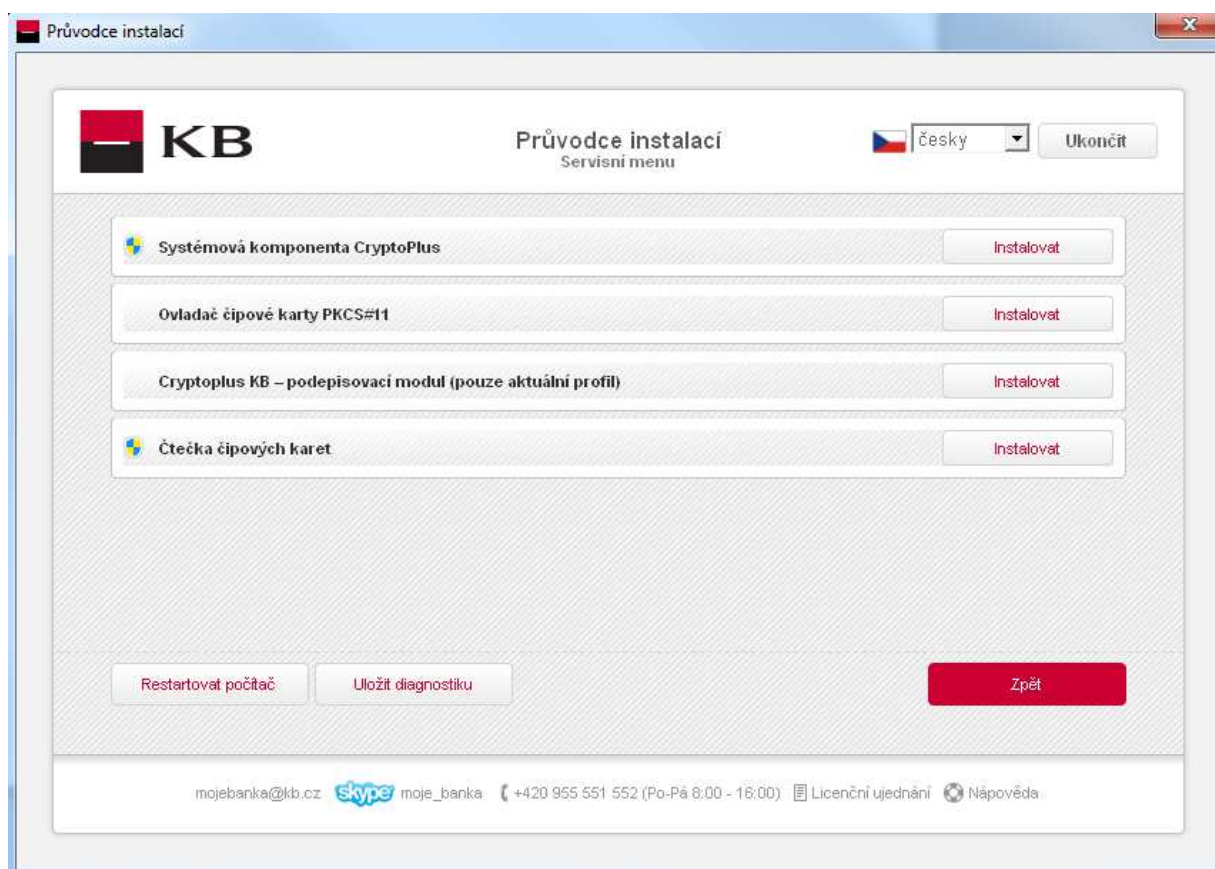 Průvodce instalací
KB
Průvodce instalací
Servisní menu
česky
Ukončit
Systémová komponenta CryptoPlus
Instalovat
Ovladač čipové karty PKCS#11
Instalovat
Cryptoplus KB – podepisovací modul (pouze aktuální profil)
Instalovat
Čtečka čipových karet
Instalovat
Restartovat počítač
Uložit diagnostiku
Zpět
mojebanka@kb.cz skype moje_banka +420 955 551 552 (Po-Pá 8:00 - 16:00) Licenční ujednání Nápověda